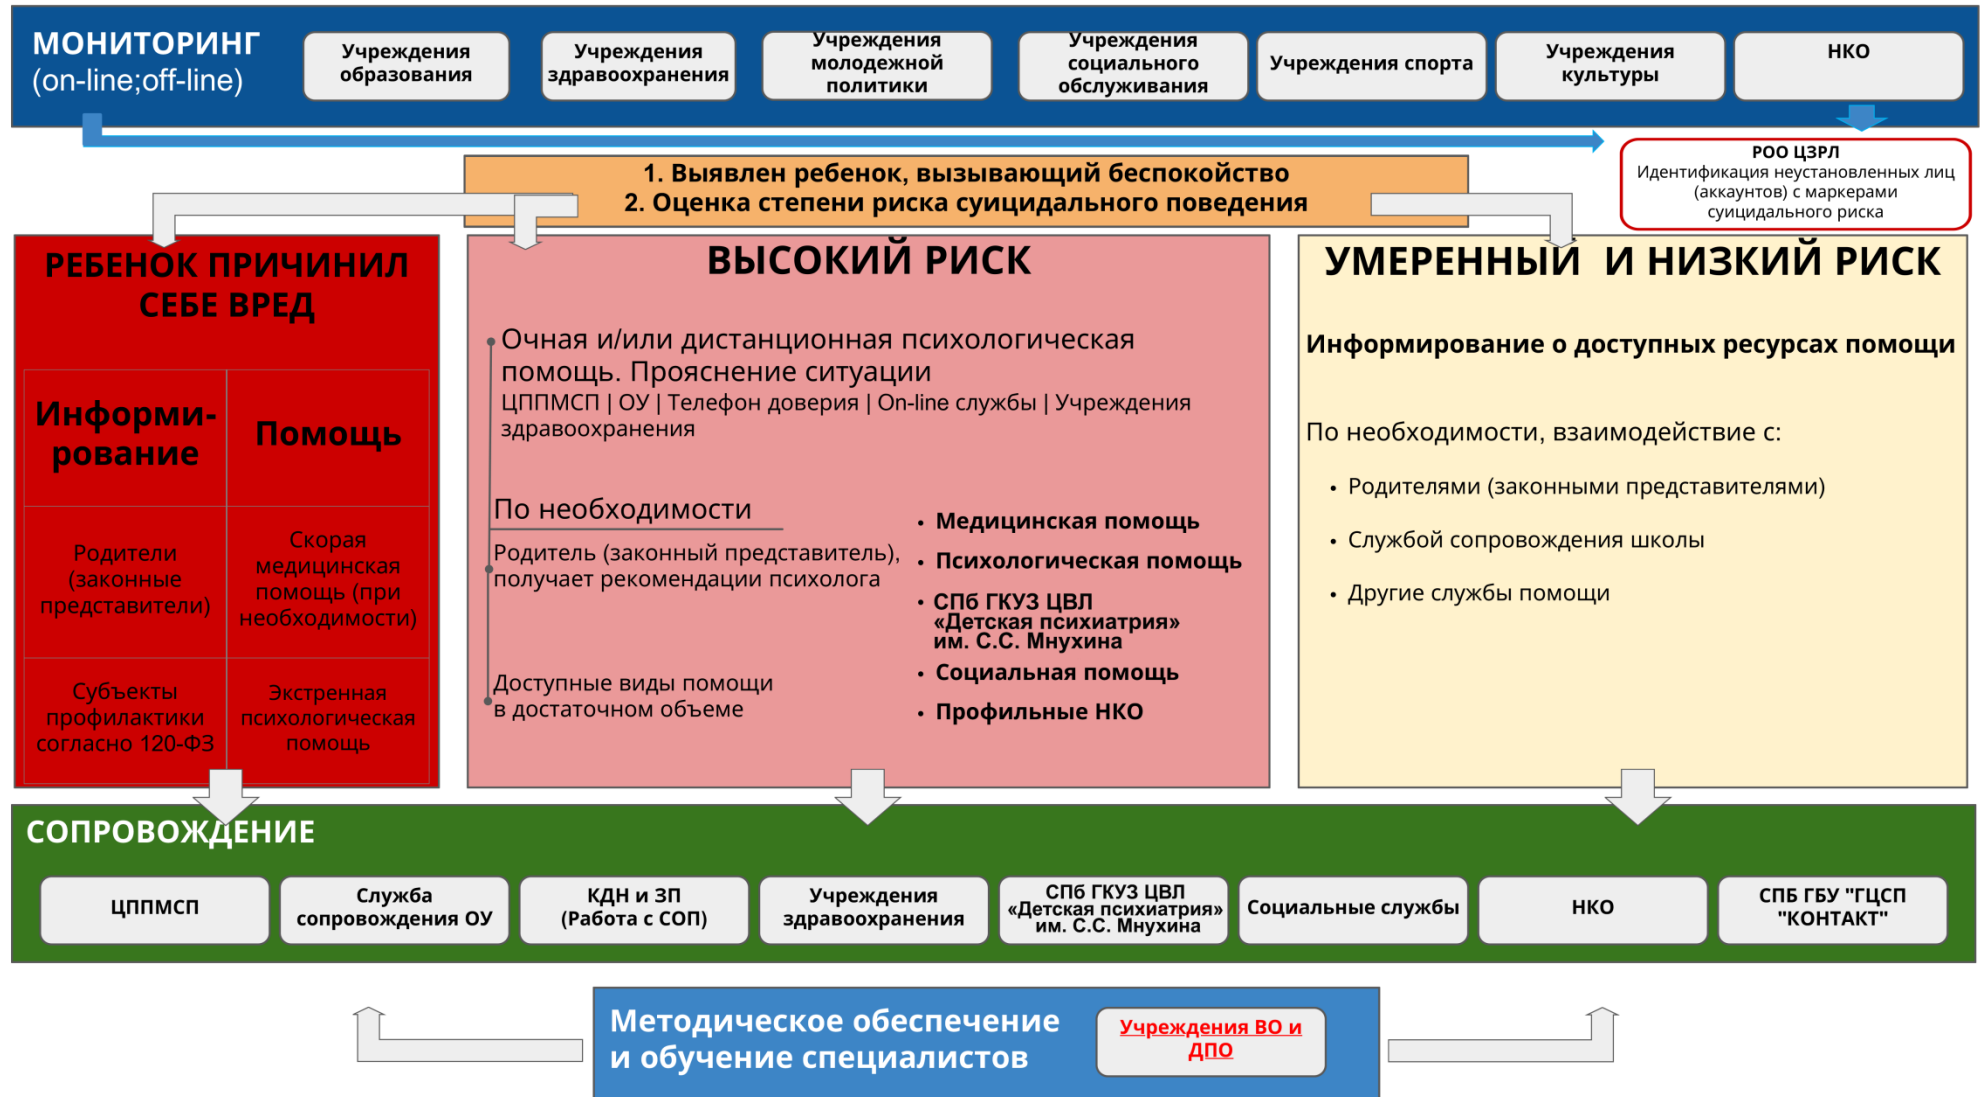 МОНИТОРИНГ
(on-line;off-line)
Учреждения
образования
Учреждения
здравоохранения
Учреждения
молодежной
политики
Учреждения
социального
обслуживания
Учреждения спорта
Учреждения
культуры
НКО
РОО ЦЗРЛ
Идентификация неустановленных лиц
(аккаунтов) с маркерами
суицидального риска
1. Выявлен ребенок, вызывающий беспокойство
2. Оценка степени риска суицидального поведения
РЕБЕНОК ПРИЧИНИЛ
СЕБЕ ВРЕД
Информи-
рование
Помощь
Родители
(законные
представители)
Скорая
медицинская
помощь (при
необходимости)
Субъекты
профилактики
согласно 120-ФЗ
Экстренная
психологическая
помощь
ВЫСОКИЙ РИСК
Очная и/или дистанционная психологическая
помощь. Прояснение ситуации
ЦППМСП | ОУ | Телефон доверия | On-line службы | Учреждения
здравоохранения
По необходимости
Родитель (законный представитель),
получает рекомендации психолога
Доступные виды помощи
в достаточном объеме
• Медицинская помощь
• Психологическая помощь
• СПб ГКУЗ ЦВЛ
«Детская психиатрия»
им. С.С. Мнухина
• Социальная помощь
• Профильные НКО
УМЕРЕННЫЙ И НИЗКИЙ РИСК
Информирование о доступных ресурсах помощи
По необходимости, взаимодействие с:
• Родителями (законными представителями)
• Службой сопровождения школы
• Другие службы помощи
СОПРОВОЖДЕНИЕ
ЦППМСП
Служба
сопровождения ОУ
КДН и ЗП
(Работа с СОП)
Учреждения
здравоохранения
СПб ГКУЗ ЦВЛ
«Детская психиатрия»
им. С.С. Мнухина
Социальные службы
НКО
СПБ ГБУ "ГЦСП
"КОНТАКТ"
Методическое обеспечение
и обучение специалистов
Учреждения ВО и
ДПО